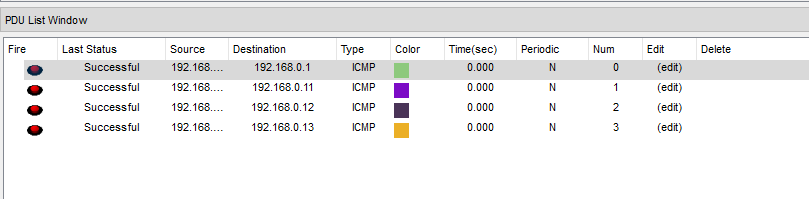 PDU List Window
Fire Last Status Source Destination Type Color Time(sec) Periodic Num Edit Delete
Successful 192.168.... 192.168.0.1 ICMP 0.000 N 0 (edit)
Successful 192.168.... 192.168.0.11 ICMP 0.000 N 1 (edit)
Successful 192.168.... 192.168.0.12 ICMP 0.000 N 2 (edit)
Successful 192.168.... 192.168.0.13 ICMP 0.000 N 3 (edit)